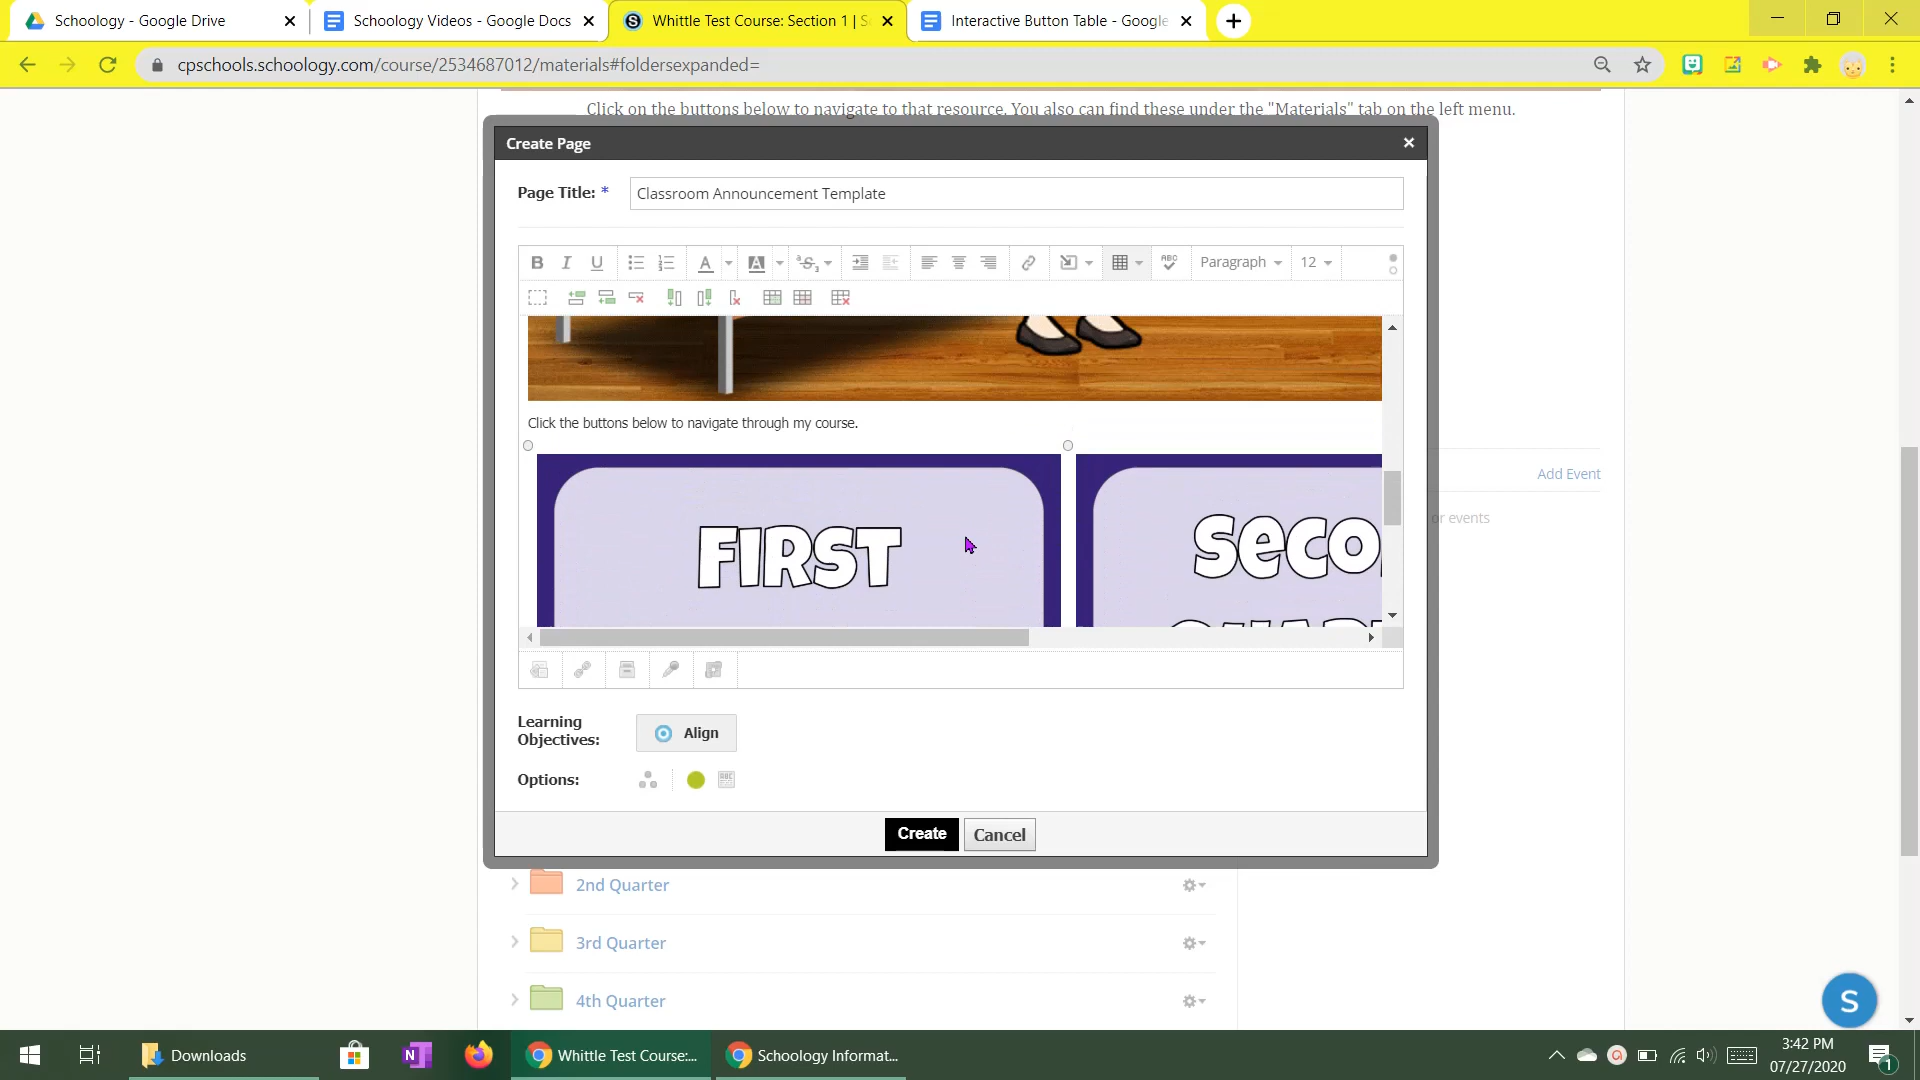 Schoology - Google Drive
Schoology Videos - Google Docs
Whittle Test Course: Section 1 | S
Interactive Button Table - Google
cpschools.schoology.com/course/2534687012/materials#foldersexpanded=
Click on the buttons below to navigate to that resource. You also can find these under the "Materials" tab on the left menu.
Create Page
Page Title: *
Classroom Announcement Template
B I U
A
A
ABC
Paragraph
12
Click the buttons below to navigate through my course.
FIRST
SECO
Add Event
or events
Learning
Objectives:
Align
Options:
Create
Cancel
2nd Quarter
3rd Quarter
4th Quarter
S
Downloads
Whittle Test Course:...
Schoology Informat...
3:42 PM
07/27/2020
1